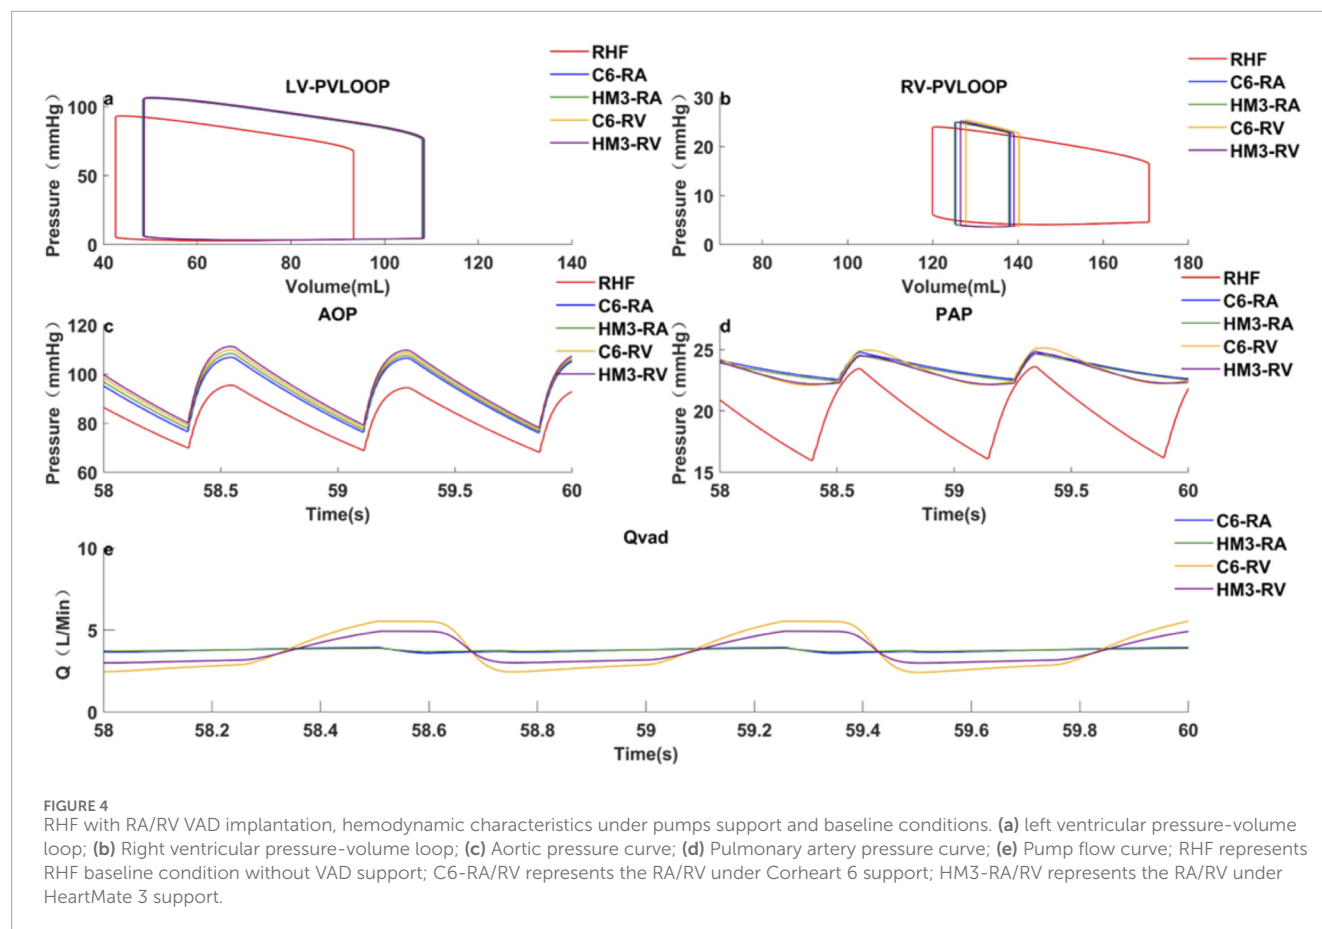 RHF
C6-RA
HM3-RA
C6-RV
HM3-RV
LV-PVLOOP
a
Pressure（mmHg）
100
50
0
40 60 80 100 120 140
Volume(mL)
RHF
C6-RA
HM3-RA
C6-RV
HM3-RV
RV-PVLOOP
b
Pressure（mmHg）
30
20
10
0
80 100 120 140 160 180
Volume(mL)
RHF
C6-RA
HM3-RA
C6-RV
HM3-RV
AOP
c
Pressure（mmHg）
120
100
80
60
58 58.5 59 59.5 60
Time(s)
RHF
C6-RA
HM3-RA
C6-RV
HM3-RV
PAP
d
Pressure（mmHg）
25
20
15
58 58.5 59 59.5 60
Time(s)
C6-RA
HM3-RA
C6-RV
HM3-RV
Qvad
e
Q（L/Min）
10
5
0
58 58.2 58.4 58.6 58.8 59 59.2 59.4 59.6 59.8 60
Time(s)
FIGURE 4
RHF with RA/RV VAD implantation, hemodynamic characteristics under pumps support and baseline conditions. (a) left ventricular pressure-volume
loop; (b) Right ventricular pressure-volume loop; (c) Aortic pressure curve; (d) Pulmonary artery pressure curve; (e) Pump flow curve; RHF represents
RHF baseline condition without VAD support; C6-RA/RV represents the RA/RV under Corheart 6 support; HM3-RA/RV represents the RA/RV under
HeartMate 3 support.